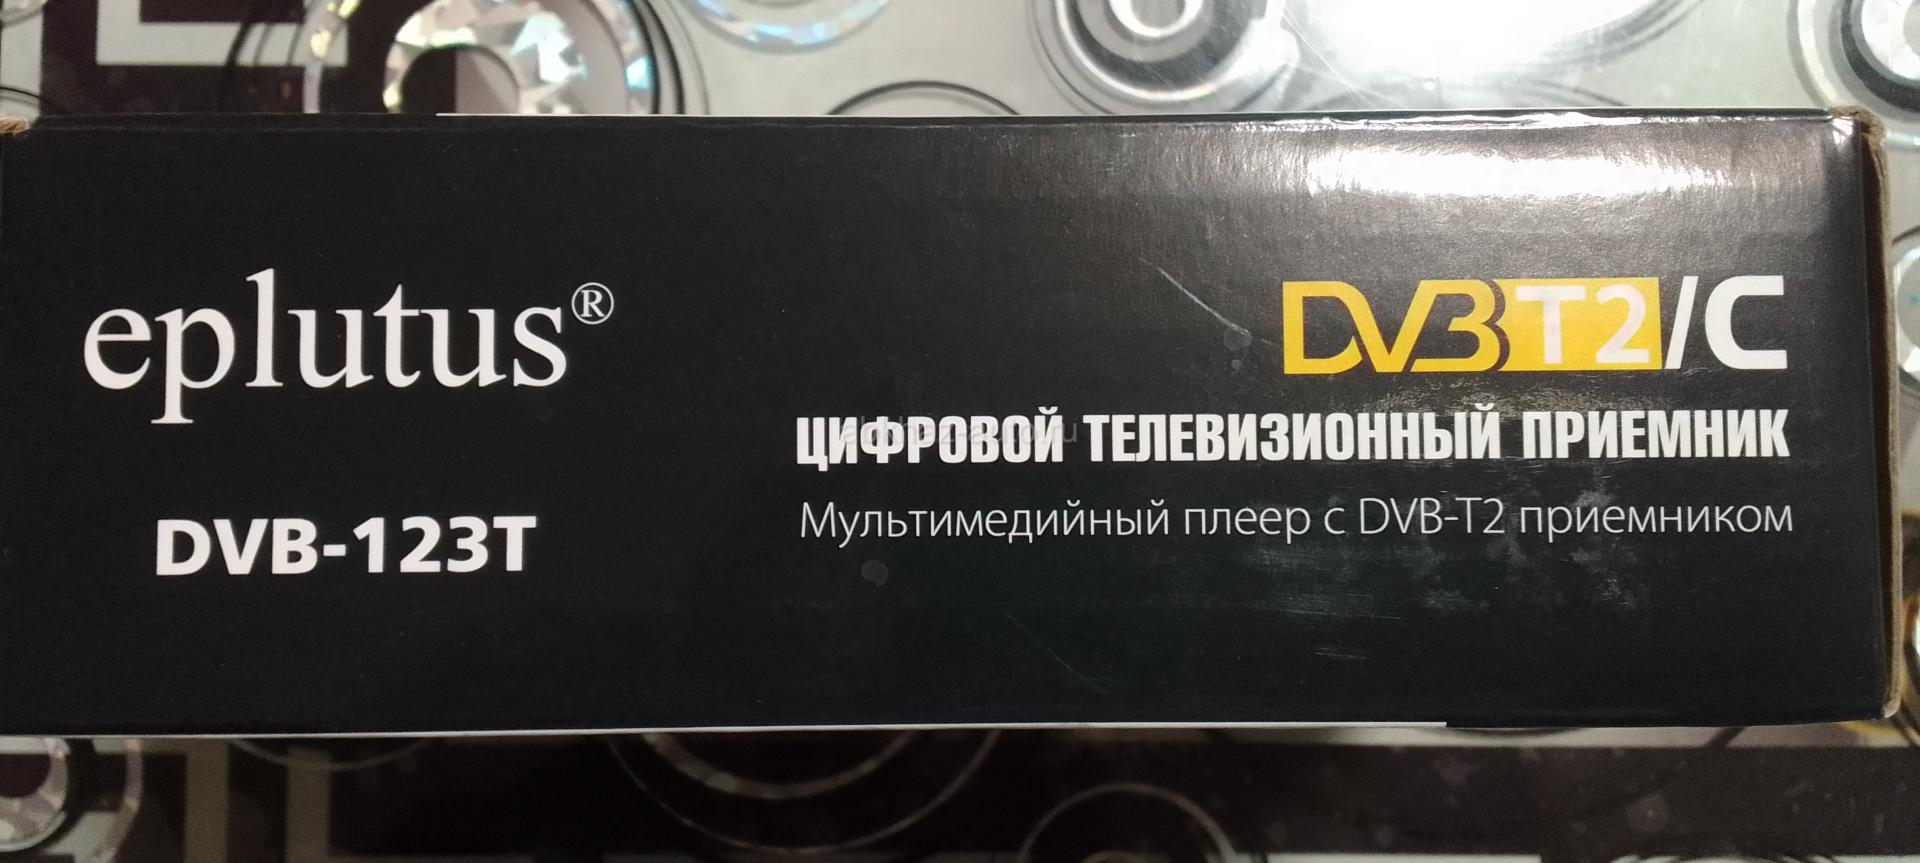 eplutus®
DVB-123T
DVB T2/C
ЦИФРОВОЙ ТЕЛЕВИЗИОННЫЙ ПРИЕМНИК
Мультимедийный плеер с DVB-T2 приемником